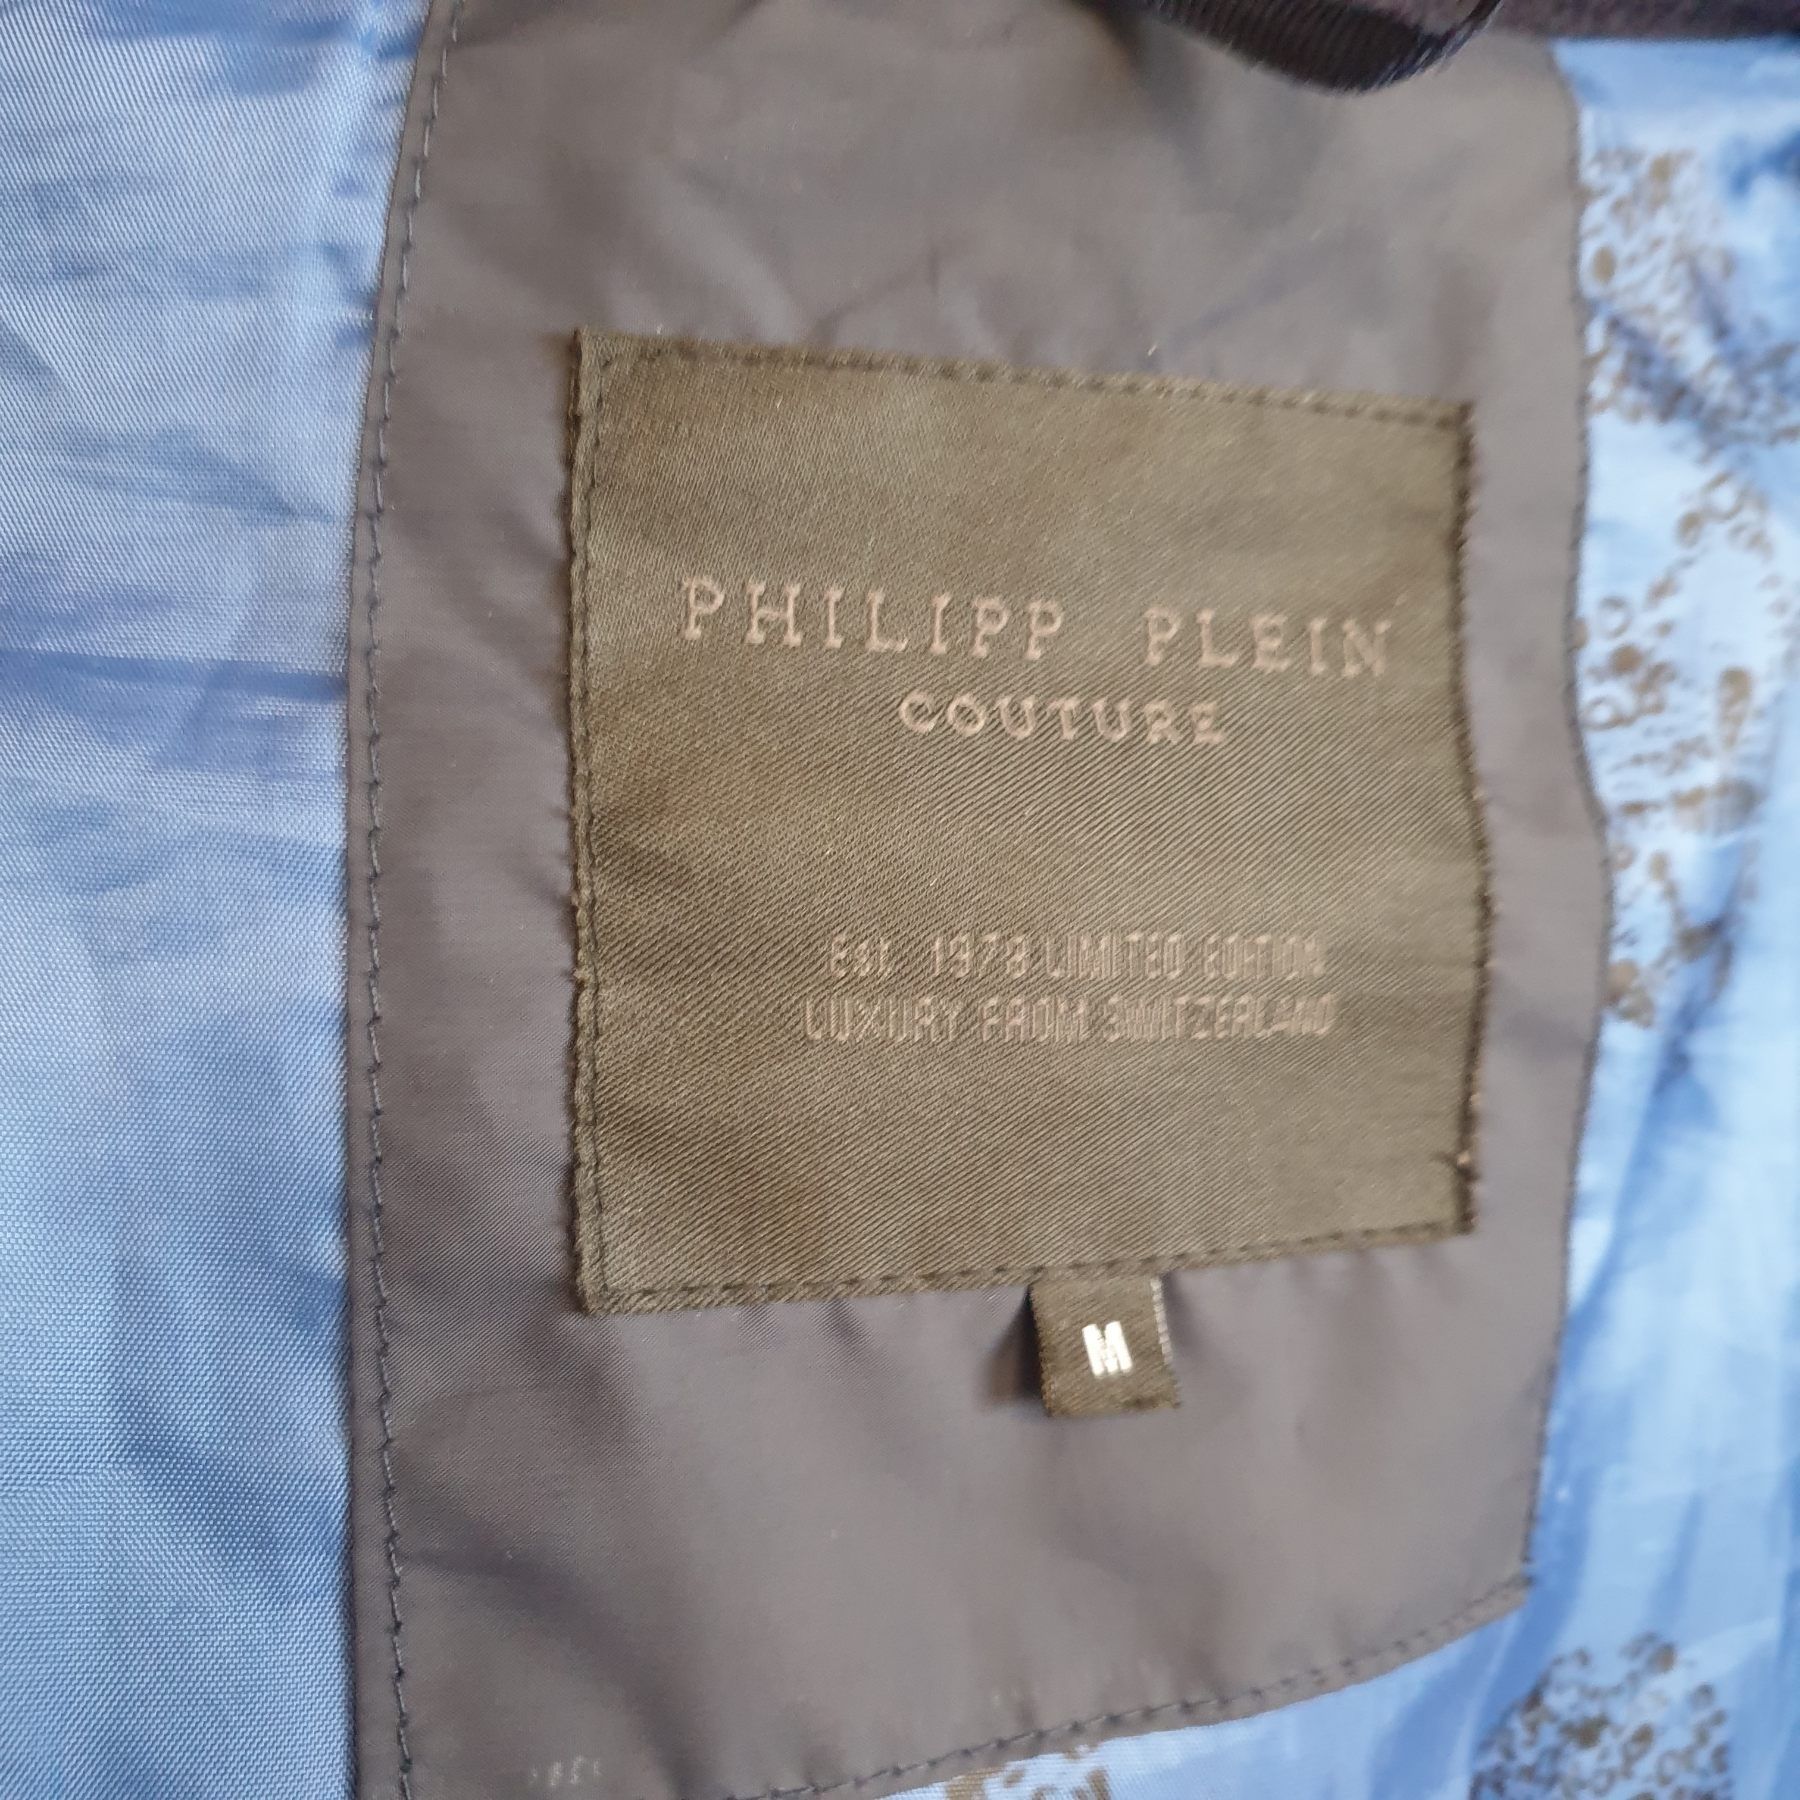 PHILIPP PLEIN
COUTURE
EST. 1978 LIMITED EDITION
LUXURY FROM SWITZERLAND
M